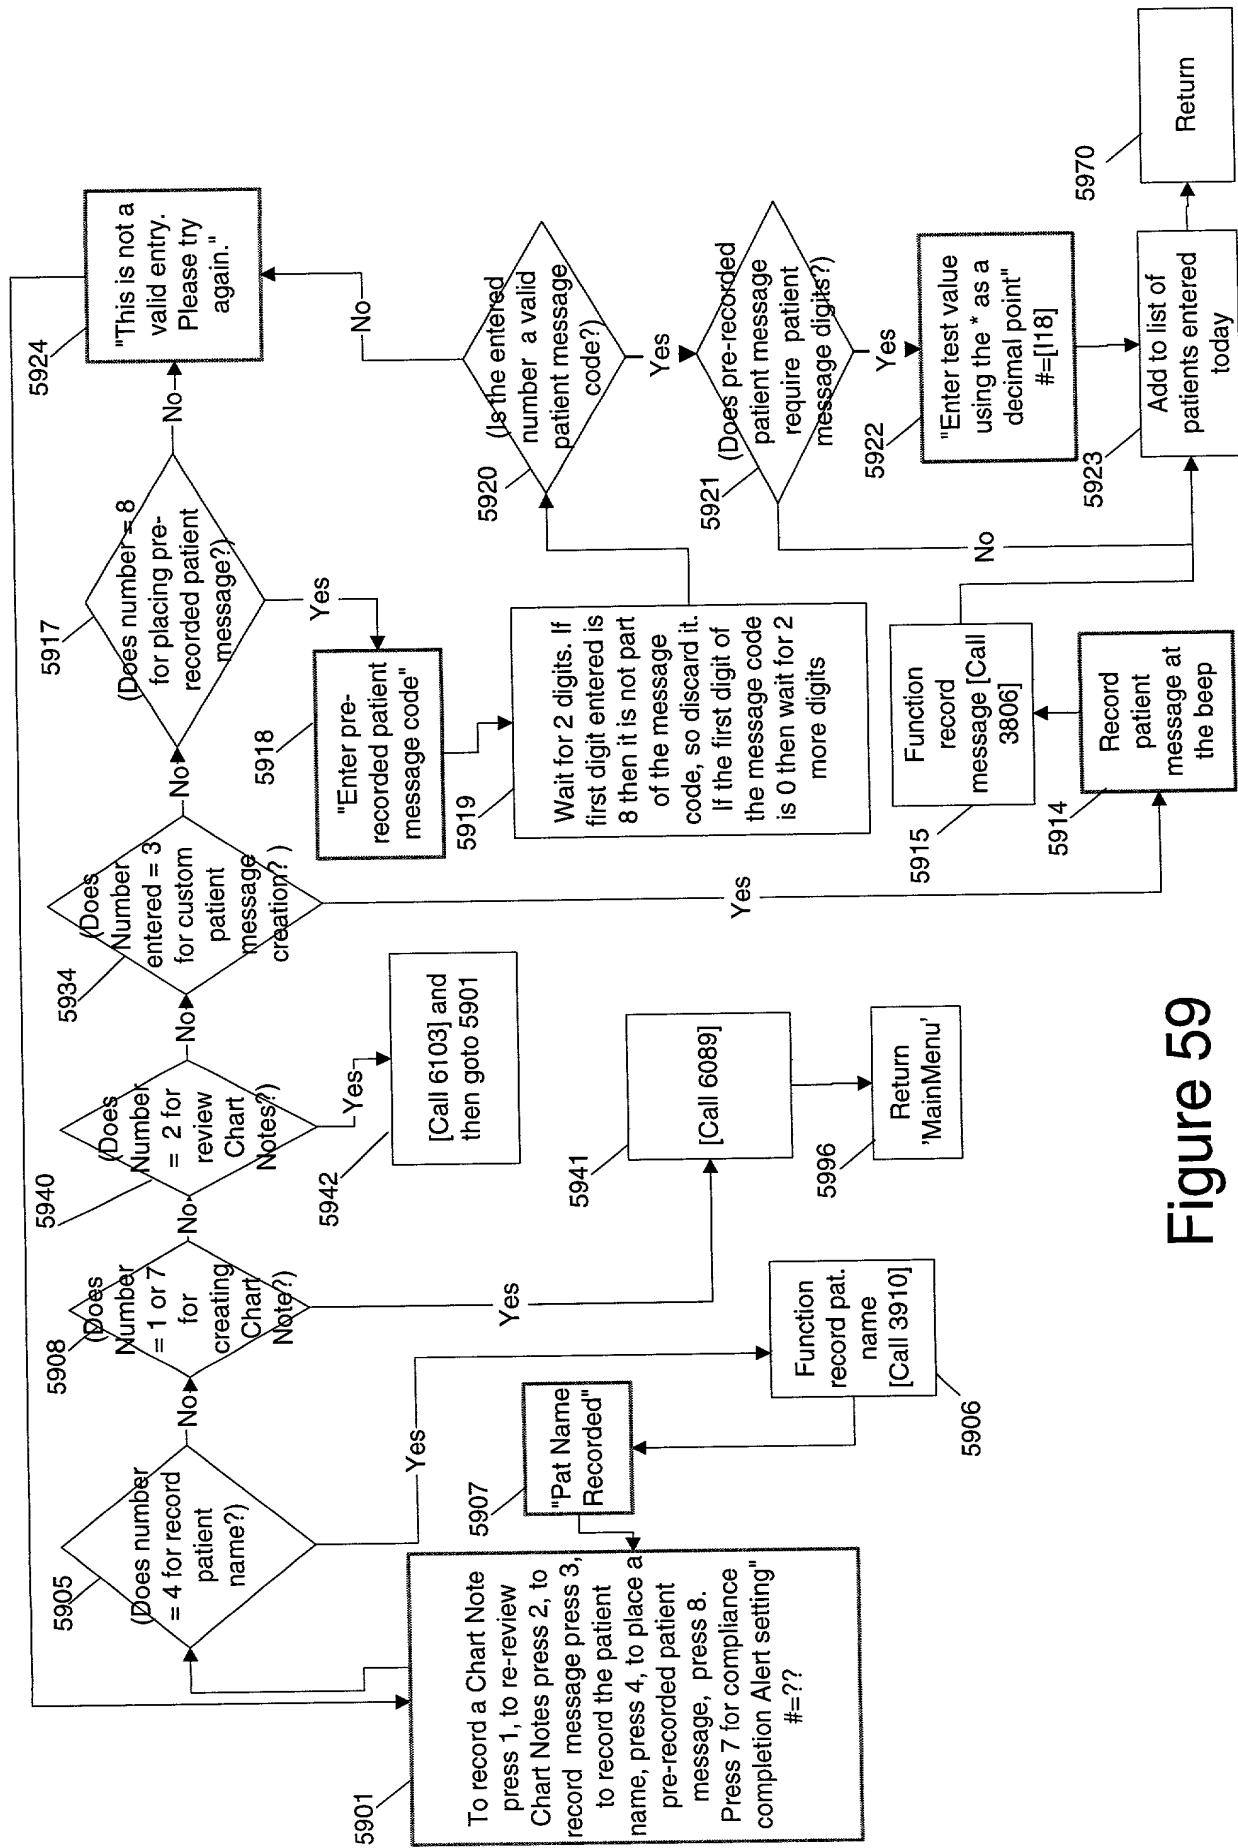 5901
To record a Chart Note
press 1, to re-review
Chart Notes press 2, to
record message press 3,
to record the patient
name, press 4, to place a
pre-recorded patient
message, press 8.
Press 7 for compliance
completion Alert setting"
#=??
5905
(Does number
= 4 for record
patient
name?)
No
Yes
5907
"Pat Name
Recorded"
Function
record pat.
name
[Call 3910]
5906
5908
(Does
Number
= 1 or 7
for
creating
Chart
Note?)
No
Yes
5941
[Call 6089]
5996
Return
'MainMenu'
5940
(Does
Number
= 2 for
review
Chart
Notes?)
No
Yes
5942
[Call 6103] and
then goto 5901
5934
(Does
Number
entered = 3
for custom
patient
message
creation? )
No
Yes
5917
(Does number = 8
for placing pre-
recorded patient
message?)
No
Yes
5918
"Enter pre-
recorded patient
message code"
5919
Wait for 2 digits. If
first digit entered is
8 then it is not part
of the message
code, so discard it.
If the first digit of
the message code
is 0 then wait for 2
more digits
5915
Function
record
message [Call
3806]
5914
Record
patient
message at
the beep
5924
"This is not a
valid entry.
Please try
again."
No
5920
(Is the entered
number a valid
patient message
code?)
Yes
5921
(Does pre-recorded
patient message
require patient
message digits?)
Yes
No
5922
"Enter test value
using the * as a
decimal point"
#=[I18]
5923
Add to list of
patients entered
today
5970
Return
Figure 59